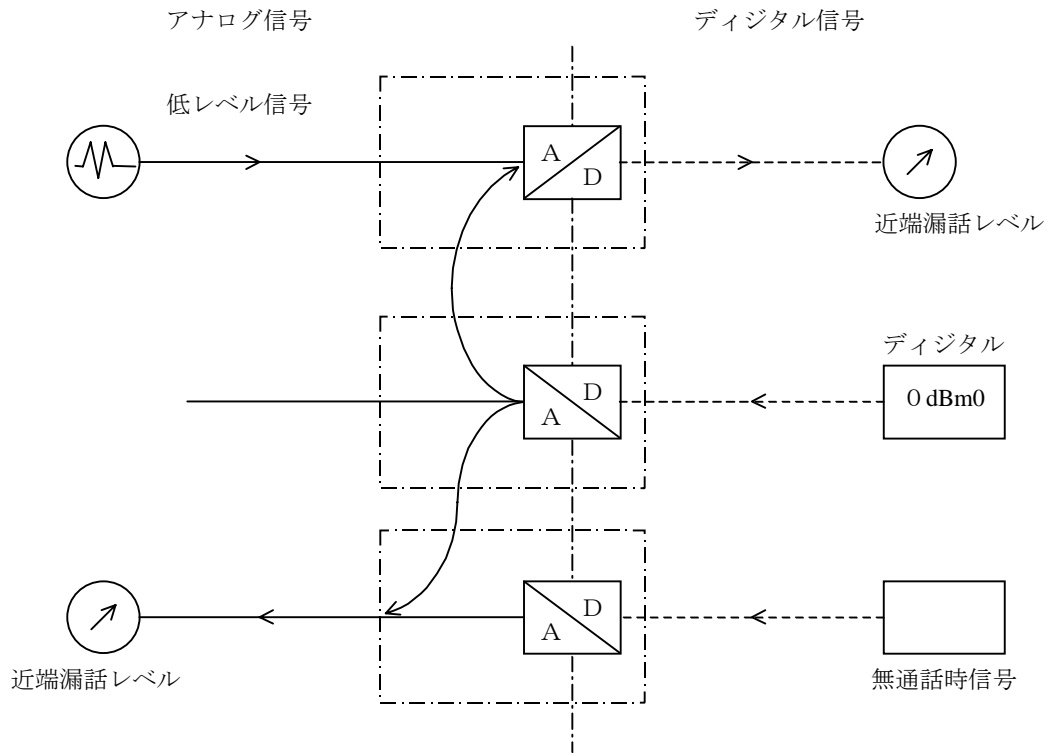 アナログ信号
ディジタル信号
低レベル信号
A
D
近端漏話レベル
ディジタル
D
A
0 dBm0
D
A
近端漏話レベル
無通話時信号